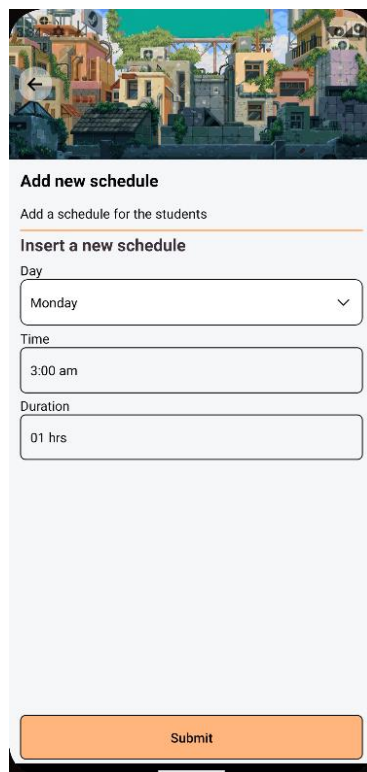 Add new schedule
Add a schedule for the students
Insert a new schedule
Day
Monday
Time
3:00 am
Duration
01 hrs
Submit